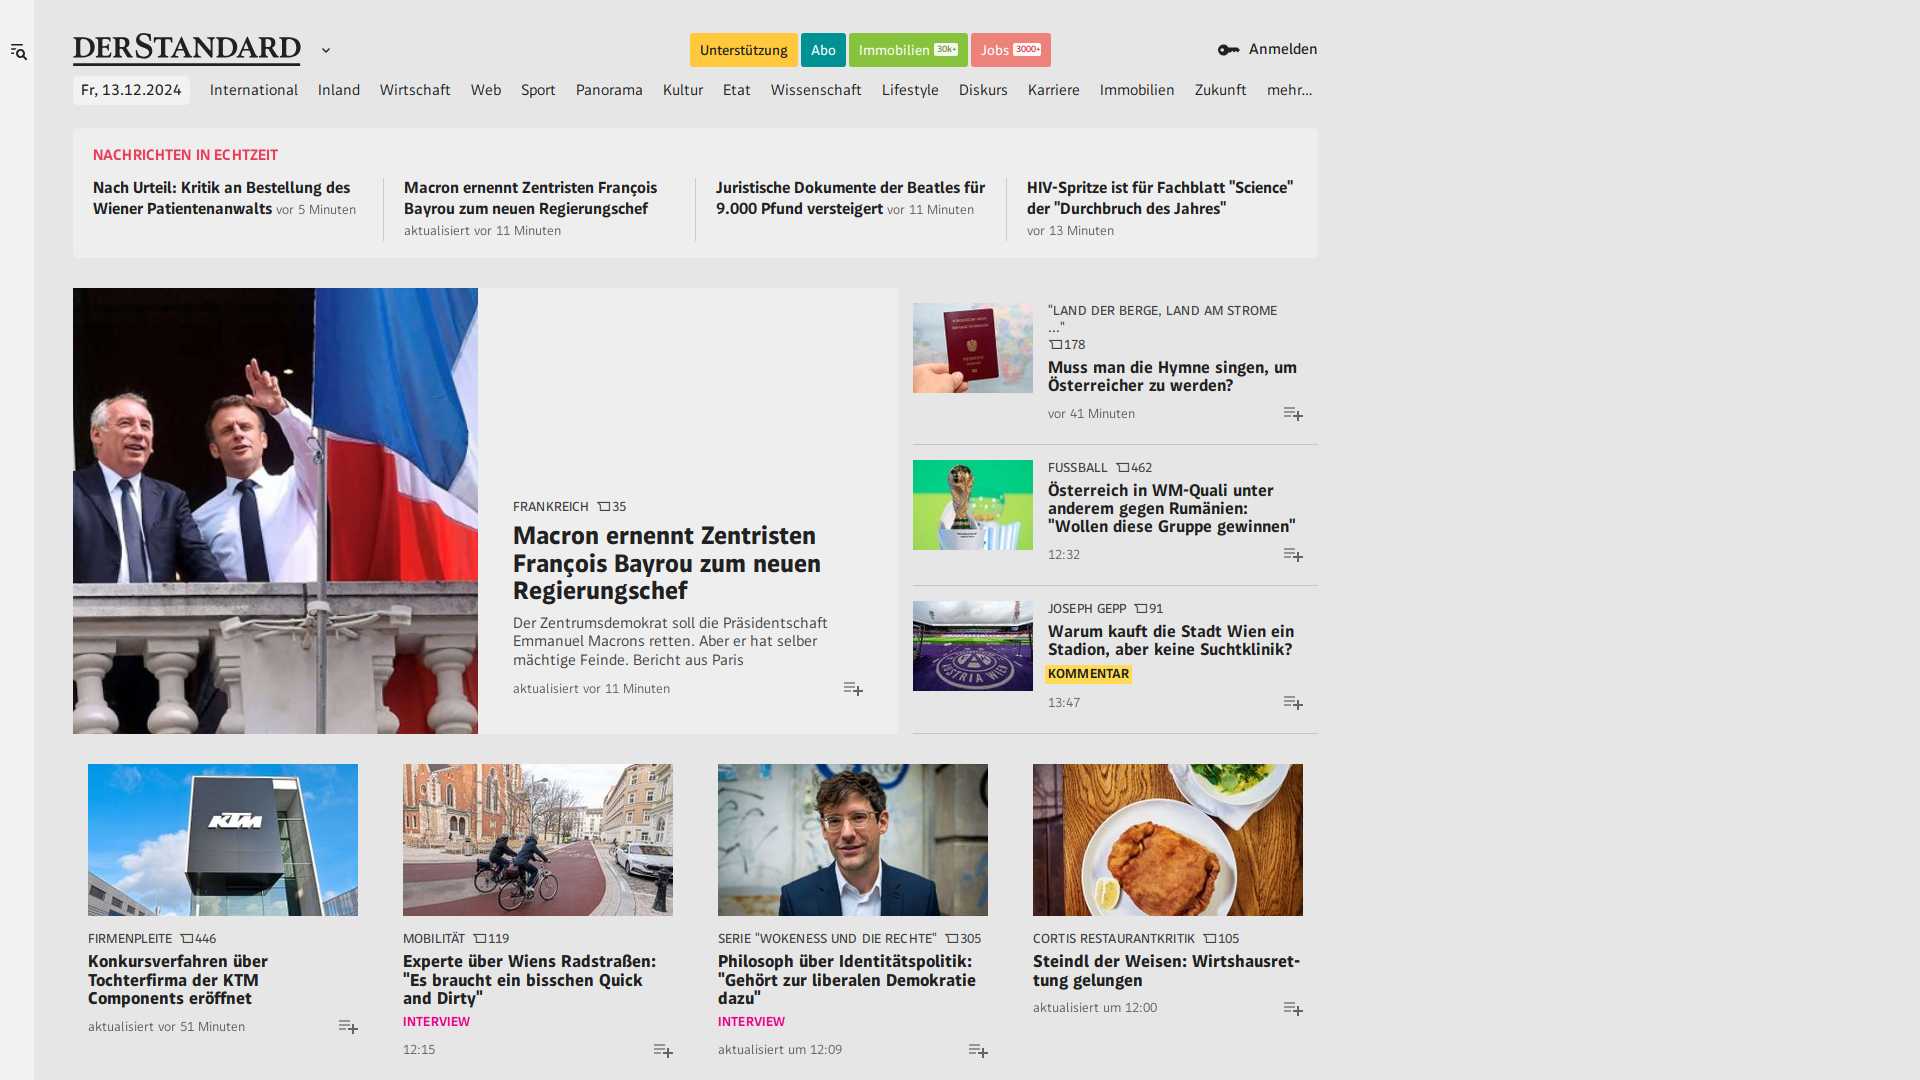 DERSTANDARD
Unterstützung
Abo
Immobilien 30k+
Jobs 3000+
Anmelden
Fr, 13.12.2024
International
Inland
Wirtschaft
Web
Sport
Panorama
Kultur
Etat
Wissenschaft
Lifestyle
Diskurs
Karriere
Immobilien
Zukunft
mehr...
NACHRICHTEN IN ECHTZEIT
Nach Urteil: Kritik an Bestellung des
Wiener Patientenanwalts vor 5 Minuten
Macron ernennt Zentristen François
Bayrou zum neuen Regierungschef
aktualisiert vor 11 Minuten
Juristische Dokumente der Beatles für
9.000 Pfund versteigert vor 11 Minuten
HIV-Spritze ist für Fachblatt "Science"
der "Durchbruch des Jahres"
vor 13 Minuten
FRANKREICH 35
Macron ernennt Zentristen
François Bayrou zum neuen
Regierungschef
Der Zentrumsdemokrat soll die Präsidentschaft
Emmanuel Macrons retten. Aber er hat selber
mächtige Feinde. Bericht aus Paris
aktualisiert vor 11 Minuten
"LAND DER BERGE, LAND AM STROME
..."
178
Muss man die Hymne singen, um
Österreicher zu werden?
vor 41 Minuten
FUSSBALL 462
Österreich in WM-Quali unter
anderem gegen Rumänien:
"Wollen diese Gruppe gewinnen"
12:32
AUSTRIA WIEN
JOSEPH GEPP 91
Warum kauft die Stadt Wien ein
Stadion, aber keine Suchtklinik?
KOMMENTAR
13:47
KTM
FIRMENPLEITE 446
Konkursverfahren über
Tochterfirma der KTM
Components eröffnet
aktualisiert vor 51 Minuten
MOBILITÄT 119
Experte über Wiens Radstraßen:
"Es braucht ein bisschen Quick
and Dirty"
INTERVIEW
12:15
SERIE "WOKENESS UND DIE RECHTE" 305
Philosoph über Identitätspolitik:
"Gehört zur liberalen Demokratie
dazu"
INTERVIEW
aktualisiert um 12:09
CORTIS RESTAURANTKRITIK 105
Steindl der Weisen: Wirtshausret-
tung gelungen
aktualisiert um 12:00